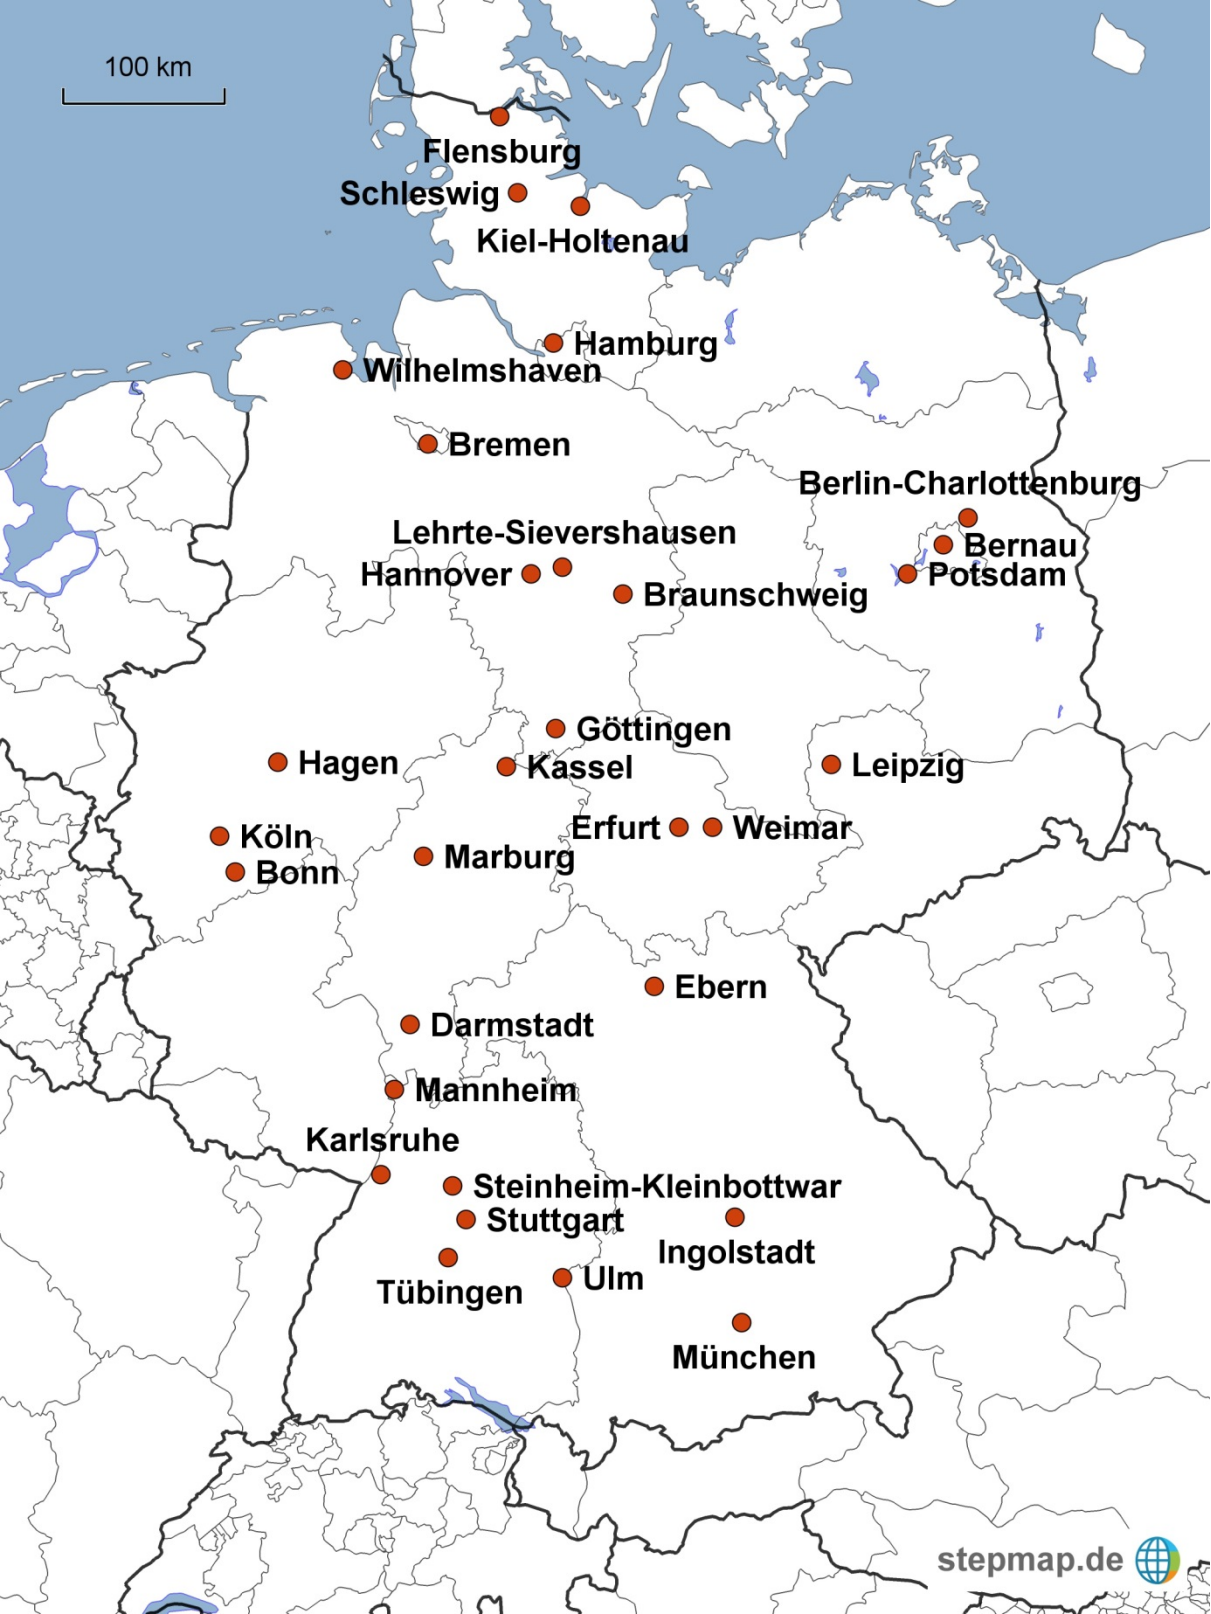 100 km
Flensburg
Schleswig
Kiel-Holtenau
Hamburg
Wilhelmshaven
Bremen
Berlin-Charlottenburg
Lehrte-Sievershausen
Bernau
Hannover
Potsdam
Braunschweig
Göttingen
Hagen
Kassel
Leipzig
Erfurt
Weimar
Köln
Marburg
Bonn
Ebern
Darmstadt
Mannheim
Karlsruhe
Steinheim-Kleinbottwar
Stuttgart
Ingolstadt
Ulm
Tübingen
München
stepmap.de